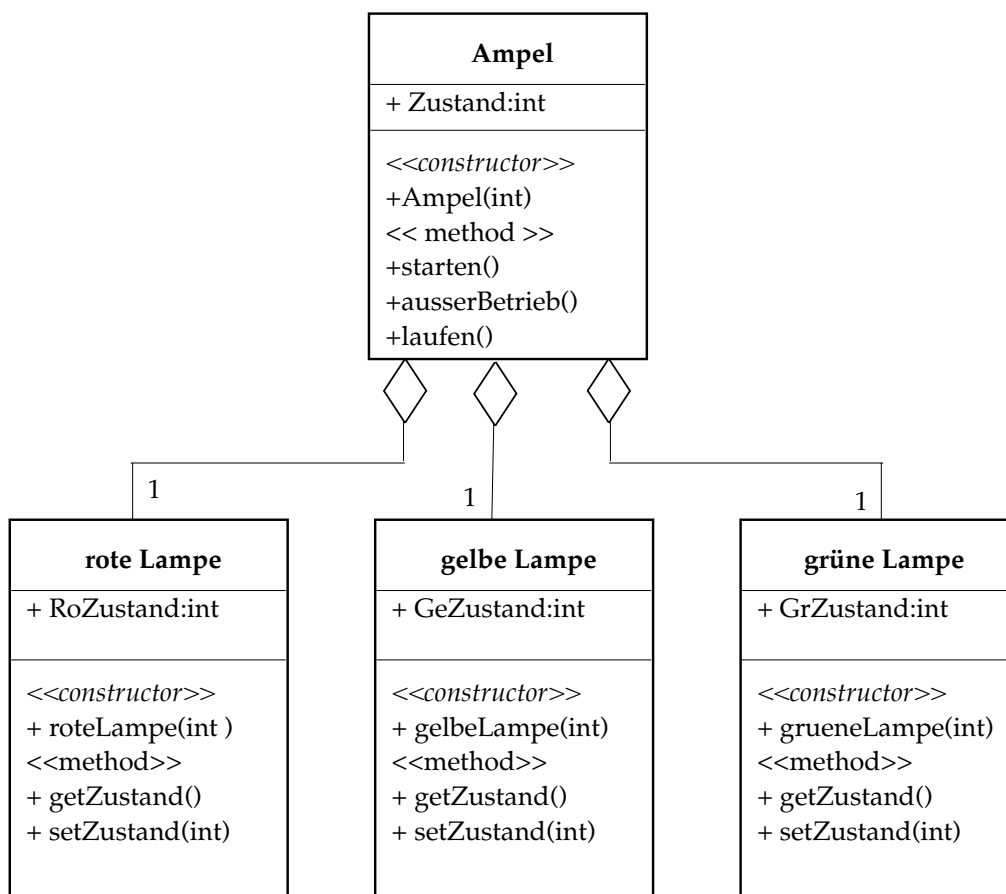 Ampel
+ Zustand:int
<<constructor>>
+Ampel(int)
<< method >>
+starten()
+ausserBetrieb()
+laufen()
1
1
1
rote Lampe
+ RoZustand:int
<<constructor>>
+ roteLampe(int )
<<method>>
+ getZustand()
+ setZustand(int)
gelbe Lampe
+ GeZustand:int
<<constructor>>
+ gelbeLampe(int)
<<method>>
+ getZustand()
+ setZustand(int)
grüne Lampe
+ GrZustand:int
<<constructor>>
+ grueneLampe(int)
<<method>>
+ getZustand()
+ setZustand(int)